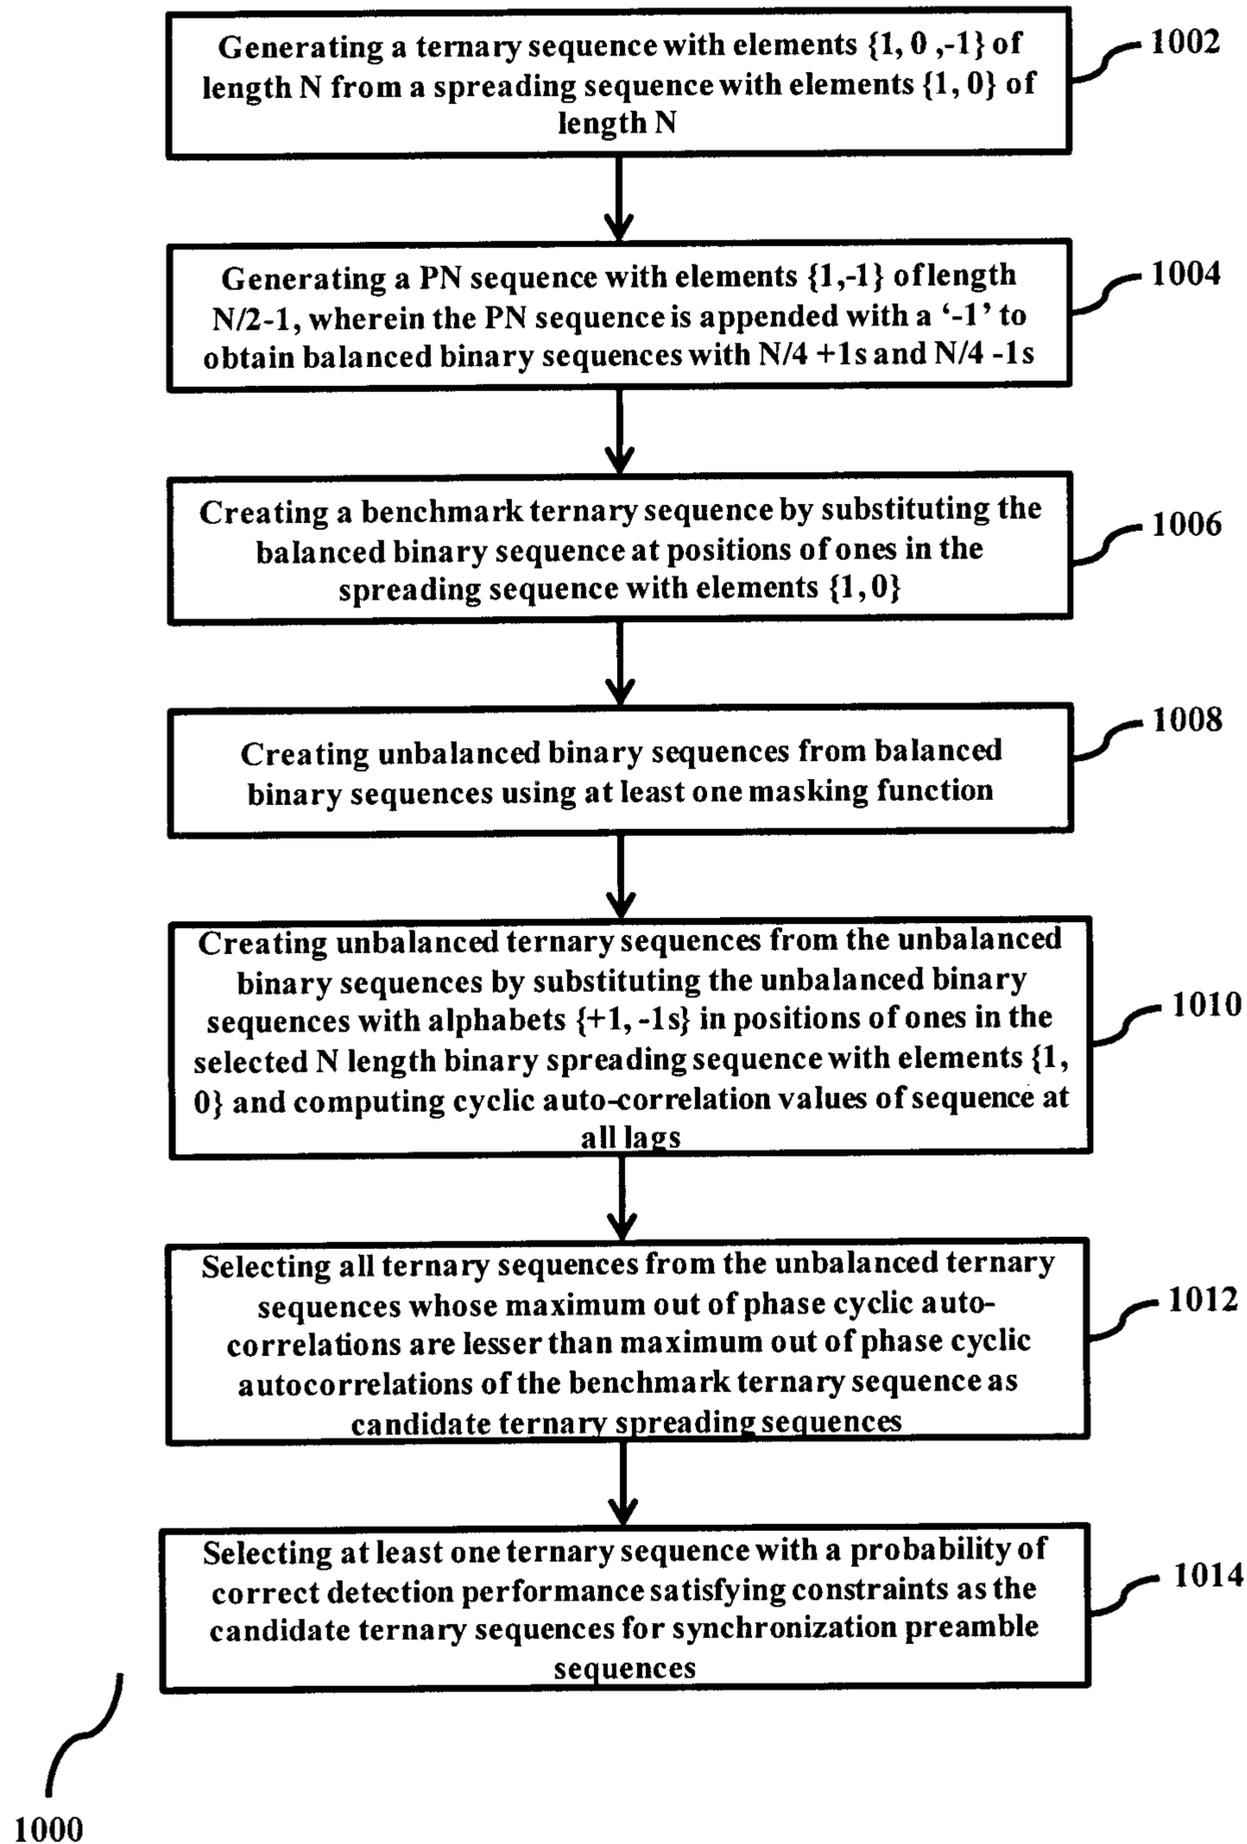 Generating a ternary sequence with elements {1, 0 ,-1} of
length N from a spreading sequence with elements {1, 0} of
length N
1002
Generating a PN sequence with elements {1,-1} of length
N/2-1, wherein the PN sequence is appended with a ‘-1’ to
obtain balanced binary sequences with N/4 +1s and N/4 -1s
1004
Creating a benchmark ternary sequence by substituting the
balanced binary sequence at positions of ones in the
spreading sequence with elements {1, 0}
1006
Creating unbalanced binary sequences from balanced
binary sequences using at least one masking function
1008
Creating unbalanced ternary sequences from the unbalanced
binary sequences by substituting the unbalanced binary
sequences with alphabets {+1, -1s} in positions of ones in the
selected N length binary spreading sequence with elements {1,
0} and computing cyclic auto-correlation values of sequence at
all lags
1010
Selecting all ternary sequences from the unbalanced ternary
sequences whose maximum out of phase cyclic auto-
correlations are lesser than maximum out of phase cyclic
autocorrelations of the benchmark ternary sequence as
candidate ternary spreading sequences
1012
Selecting at least one ternary sequence with a probability of
correct detection performance satisfying constraints as the
candidate ternary sequences for synchronization preamble
sequences
1014
1000